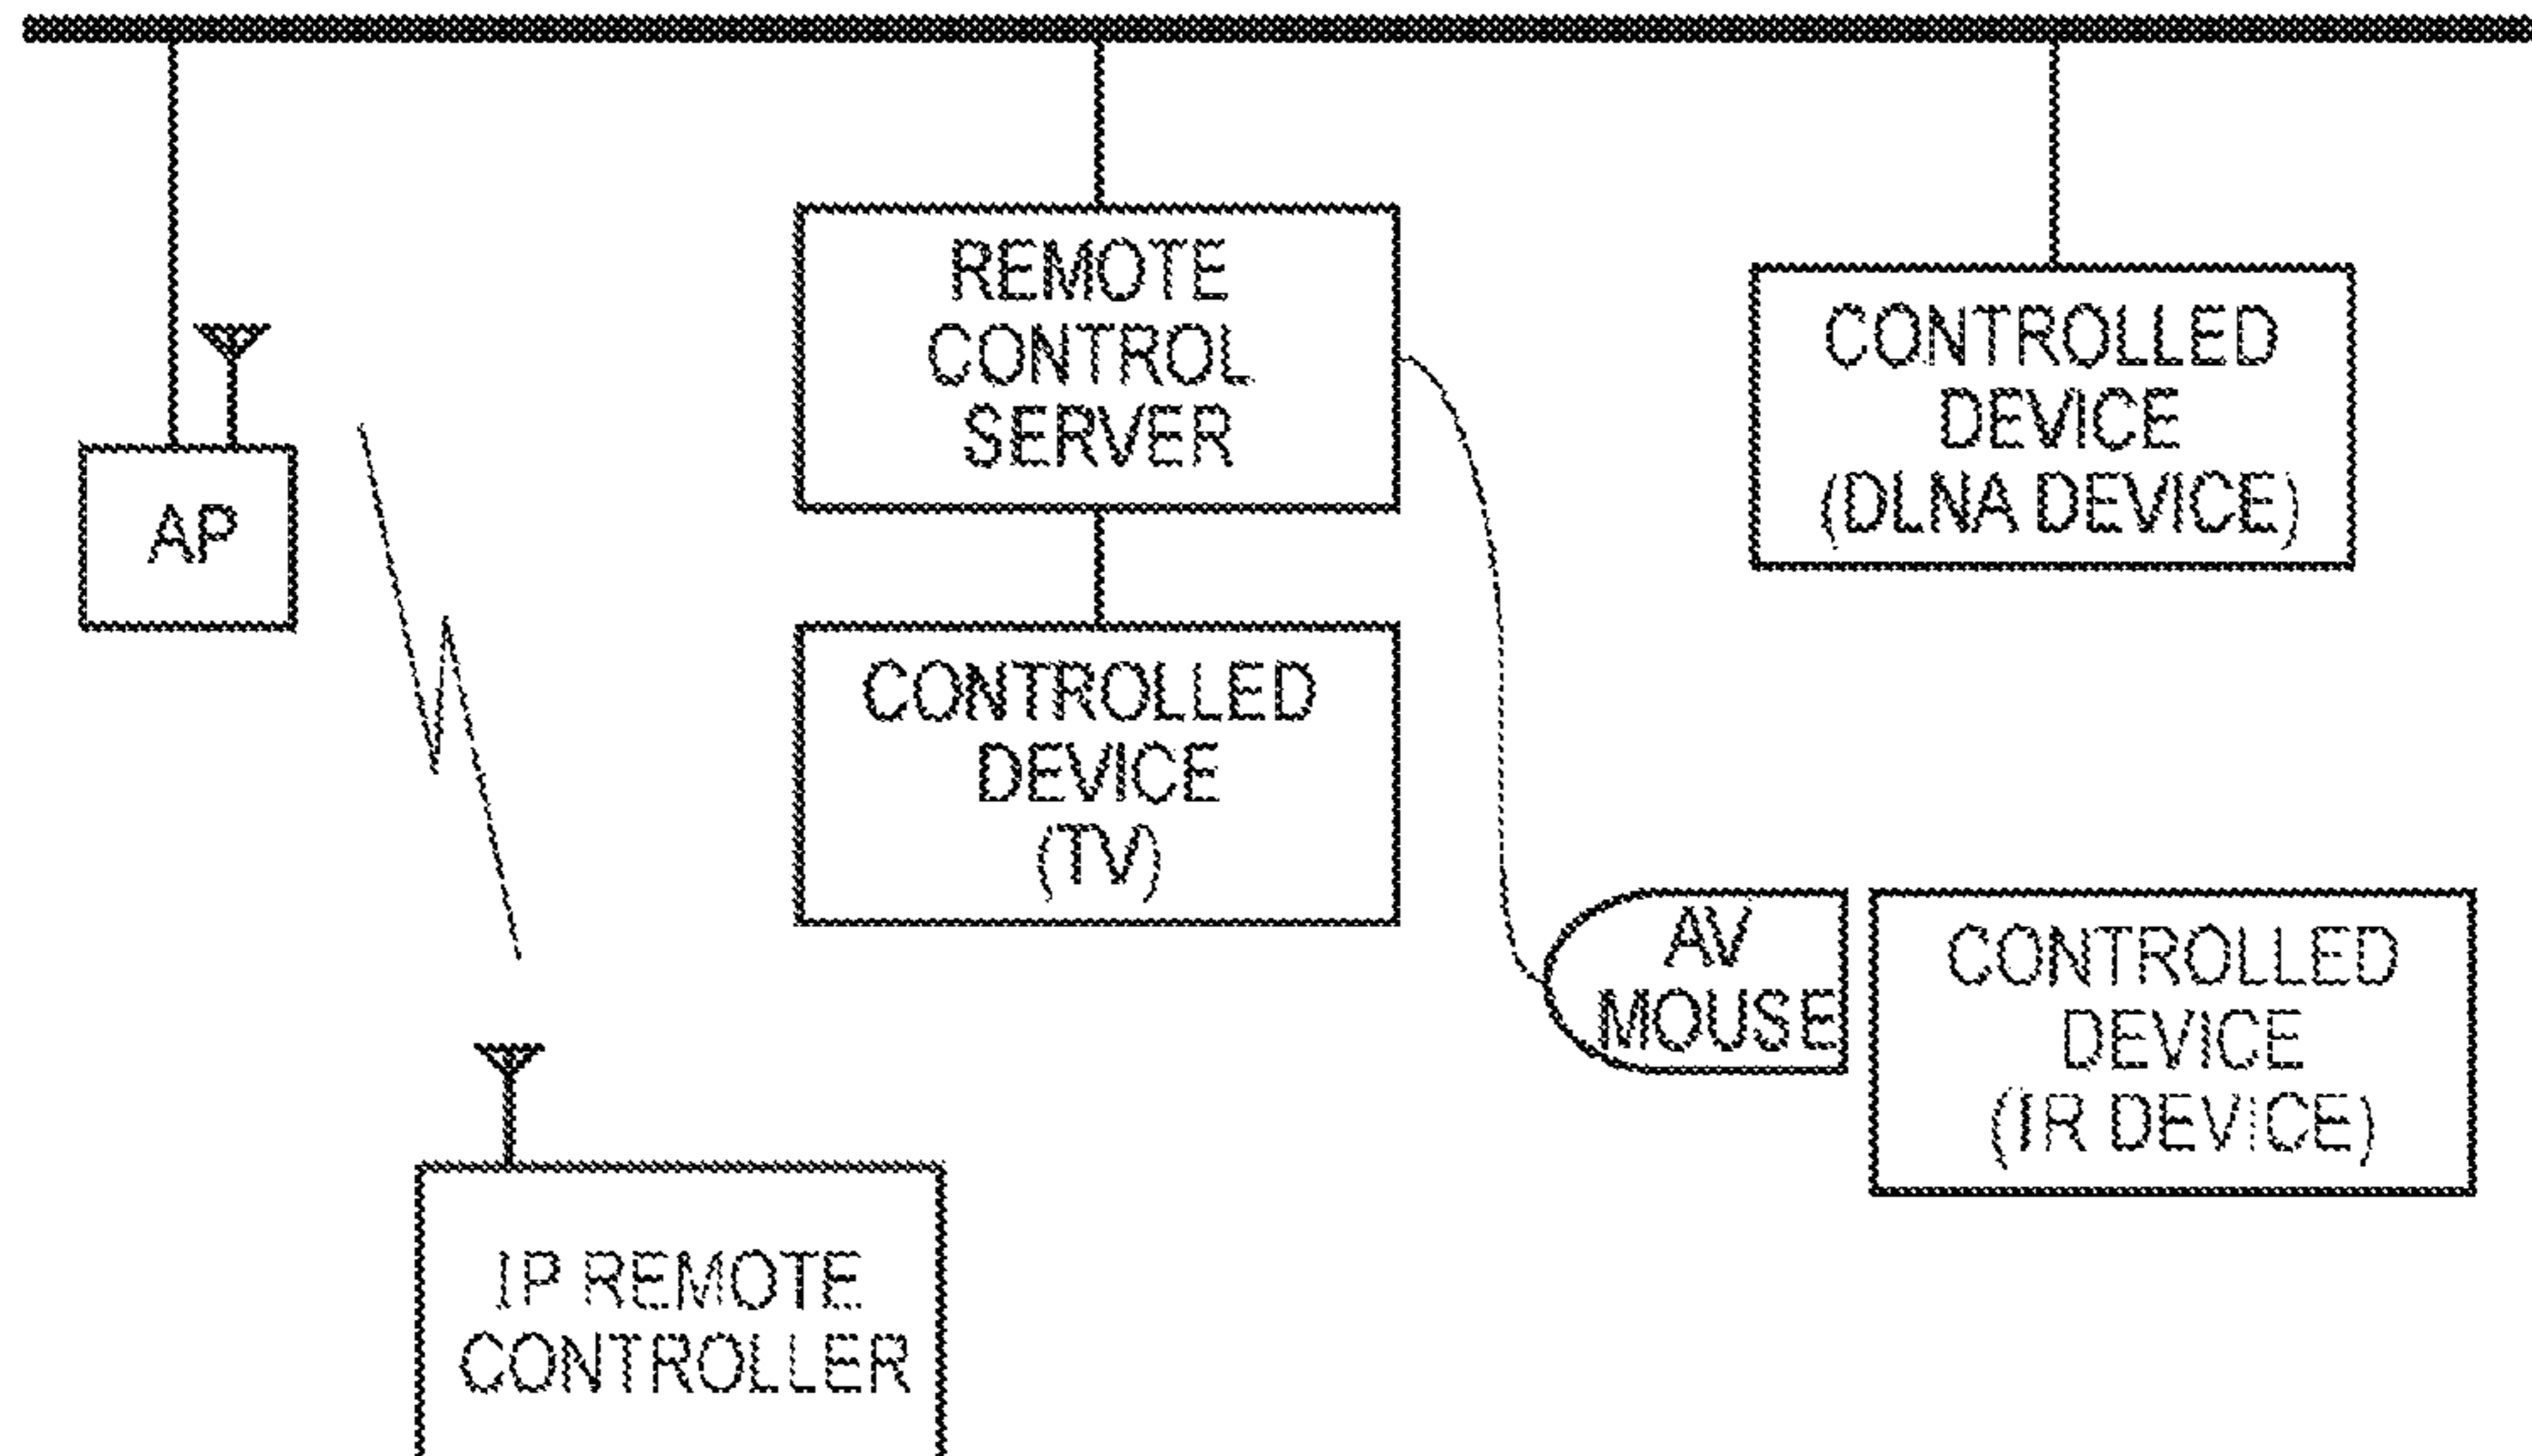 REMOTE
CONTROL
SERVER
CONTROLLED
DEVICE
(DLNA DEVICE)
AP
CONTROLLED
DEVICE
(TV)
AV
MOUSE
CONTROLLED
DEVICE
(IR DEVICE)
IP REMOTE
CONTROLLER